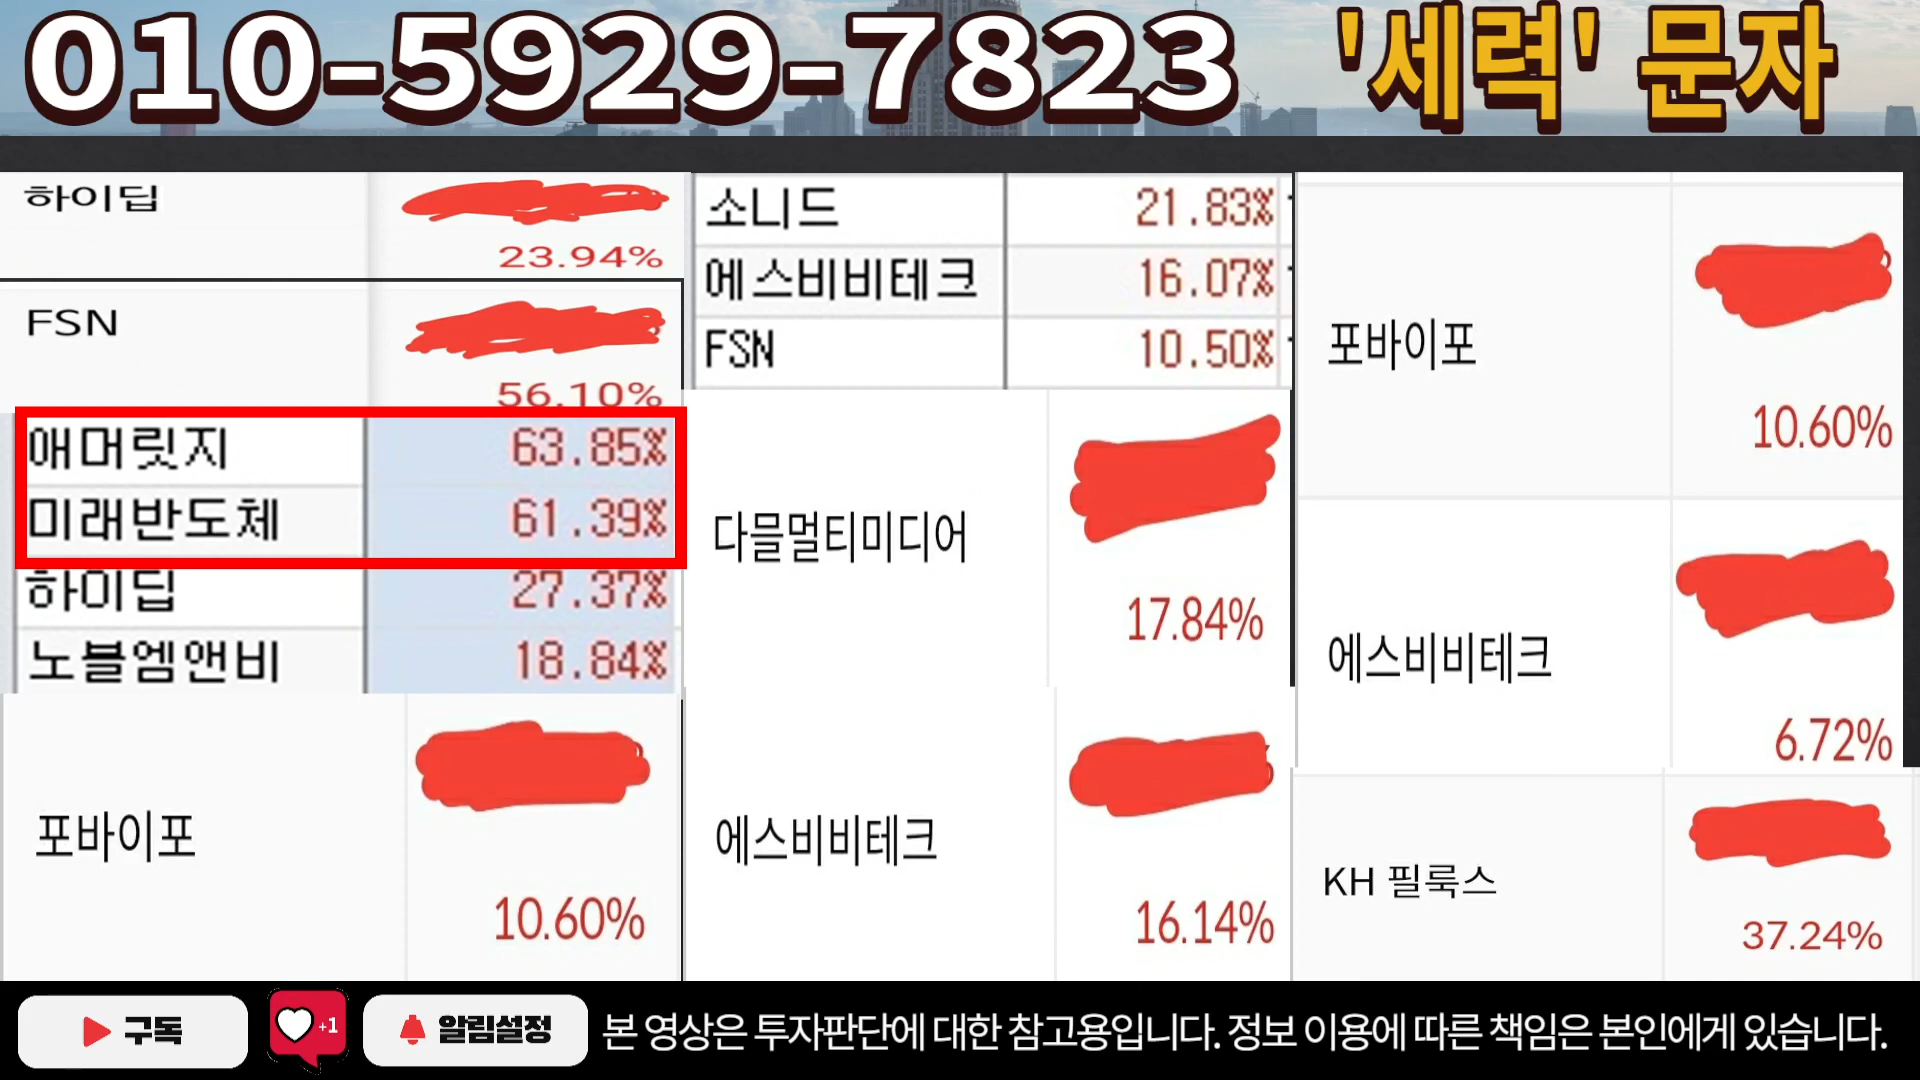 010-5929-7823 '세력' 문자
하이딥
23.94%
FSN
56.10%
애머릿지 63.85%
미래반도체 61.39%
하이딥 27.37%
노블엠앤비 18.84%
포바이포
10.60%
소니드 21.83%
에스비비테크 16.07%
FSN 10.50%
다믈멀티미디어
17.84%
에스비비테크
16.14%
포바이포
10.60%
에스비비테크
6.72%
KH 필룩스
37.24%
구독 +1 알림설정 본 영상은 투자판단에 대한 참고용입니다. 정보 이용에 따른 책임은 본인에게 있습니다.